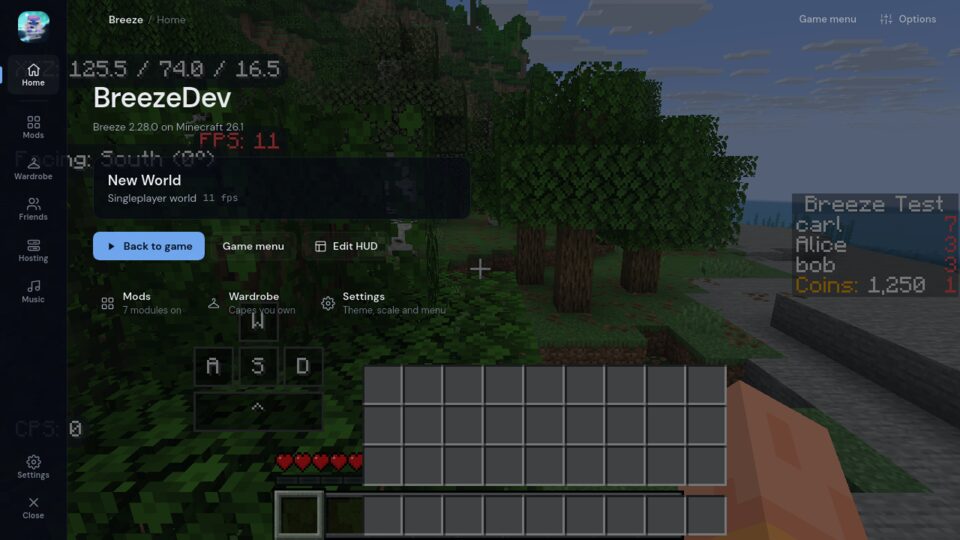 Breeze / Home
Game menu
Options
XYZ: 125.5 / 74.0 / 16.5
Home
BreezeDev
Breeze 2.28.0 on Minecraft 26.1
FPS: 11
Mods
Facing: South (0°)
Wardrobe
New World
Singleplayer world 11 fps
Friends
Breeze Test
carl 7
Alice 3
bob 3
Coins: 1,250 1
Hosting
Back to game
Game menu
Edit HUD
Music
Mods
7 modules on
Wardrobe
Capes you own
Settings
Theme, scale and menu
W
A S D
^
CPS: 0
Settings
Close